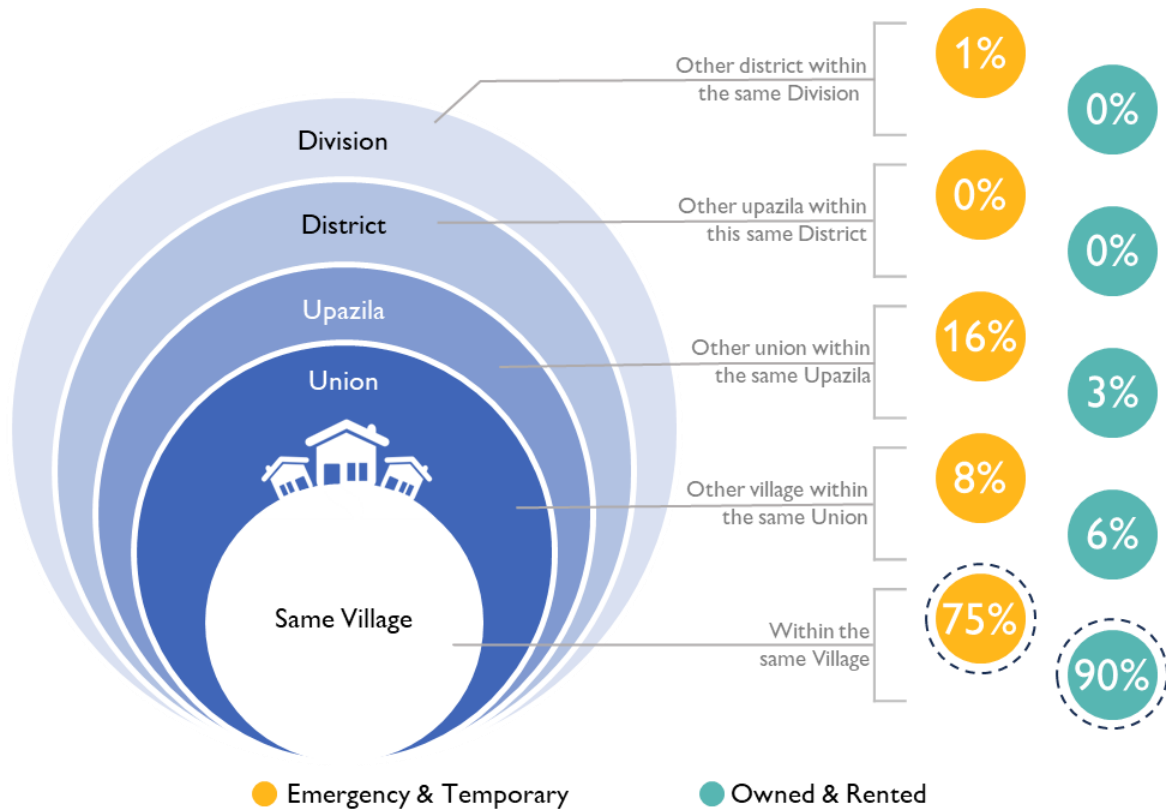 Division
District
Upazila
Union
Same Village
Other district within
the same Division
1%
0%
Other upazila within
this same District
0%
0%
Other union within
the same Upazila
16%
3%
Other village within
the same Union
8%
6%
Within the
same Village
75%
90%
Emergency & Temporary
Owned & Rented